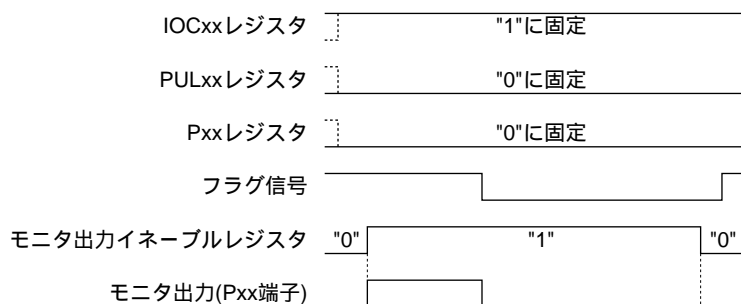 IOCxxレジスタ "1"に固定
PULxxレジスタ "0"に固定
Pxxレジスタ "0"に固定
フラグ信号
モニタ出力イネーブルレジスタ "0" "1" "0"
モニタ出力(Pxx端子)